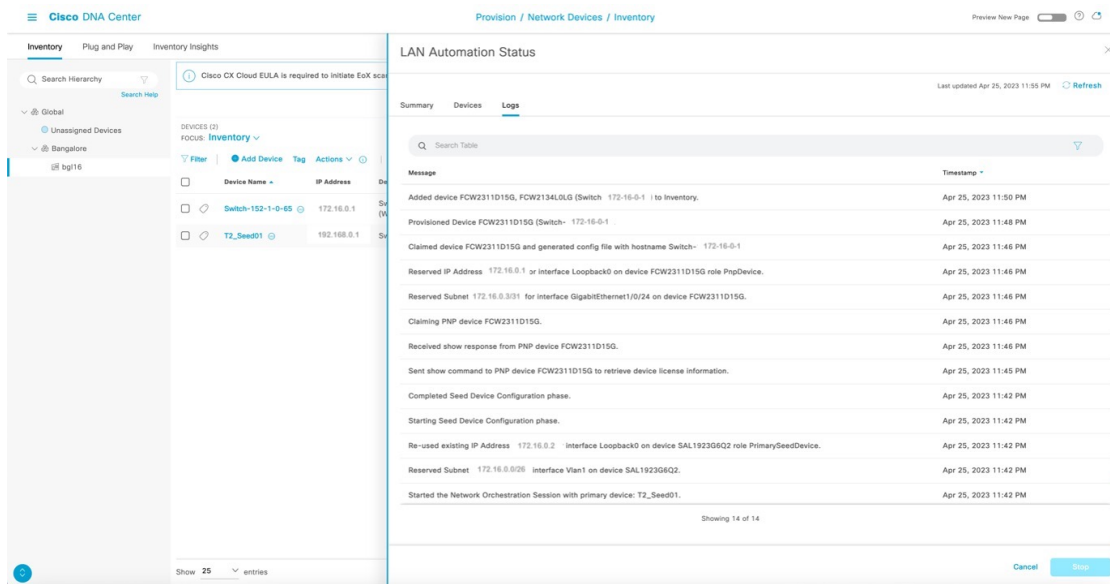 Cisco DNA Center
Provision / Network Devices / Inventory
Preview New Page
Inventory Plug and Play Inventory Insights
Search Hierarchy
Search Help
Global
Unassigned Devices
Bangalore
bgl16
Cisco CX Cloud EULA is required to initiate EoX scan
DEVICES (2)
FOCUS: Inventory
Filter Add Device Tag Actions
Device Name IP Address De
Switch-152-1-0-65 172.16.0.1 Sw
(W
T2_Seed01 192.168.0.1 Sw
Show 25 entries
LAN Automation Status
Last updated Apr 25, 2023 11:55 PM Refresh
Summary Devices Logs
Search Table
Message Timestamp
Added device FCW2311D15G, FCW2134L0LG (Switch 172-16-0-1 ) to Inventory. Apr 25, 2023 11:50 PM
Provisioned Device FCW2311D15G (Switch- 172-16-0-1 Apr 25, 2023 11:48 PM
Claimed device FCW2311D15G and generated config file with hostname Switch- 172-16-0-1 Apr 25, 2023 11:46 PM
Reserved IP Address 172.16.0.1 or interface Loopback0 on device FCW2311D15G role PnpDevice. Apr 25, 2023 11:46 PM
Reserved Subnet 172.16.0.3/31 for interface GigabitEthernet1/0/24 on device FCW2311D15G. Apr 25, 2023 11:46 PM
Claiming PNP device FCW2311D15G. Apr 25, 2023 11:46 PM
Received show response from PNP device FCW2311D15G. Apr 25, 2023 11:46 PM
Sent show command to PNP device FCW2311D15G to retrieve device license information. Apr 25, 2023 11:45 PM
Completed Seed Device Configuration phase. Apr 25, 2023 11:42 PM
Starting Seed Device Configuration phase. Apr 25, 2023 11:42 PM
Re-used existing IP Address 172.16.0.2 interface Loopback0 on device SAL1923G6Q2 role PrimarySeedDevice. Apr 25, 2023 11:42 PM
Reserved Subnet 172.16.0.0/26 interface Vlan1 on device SAL1923G6Q2. Apr 25, 2023 11:42 PM
Started the Network Orchestration Session with primary device: T2_Seed01. Apr 25, 2023 11:42 PM
Showing 14 of 14
Cancel Stop